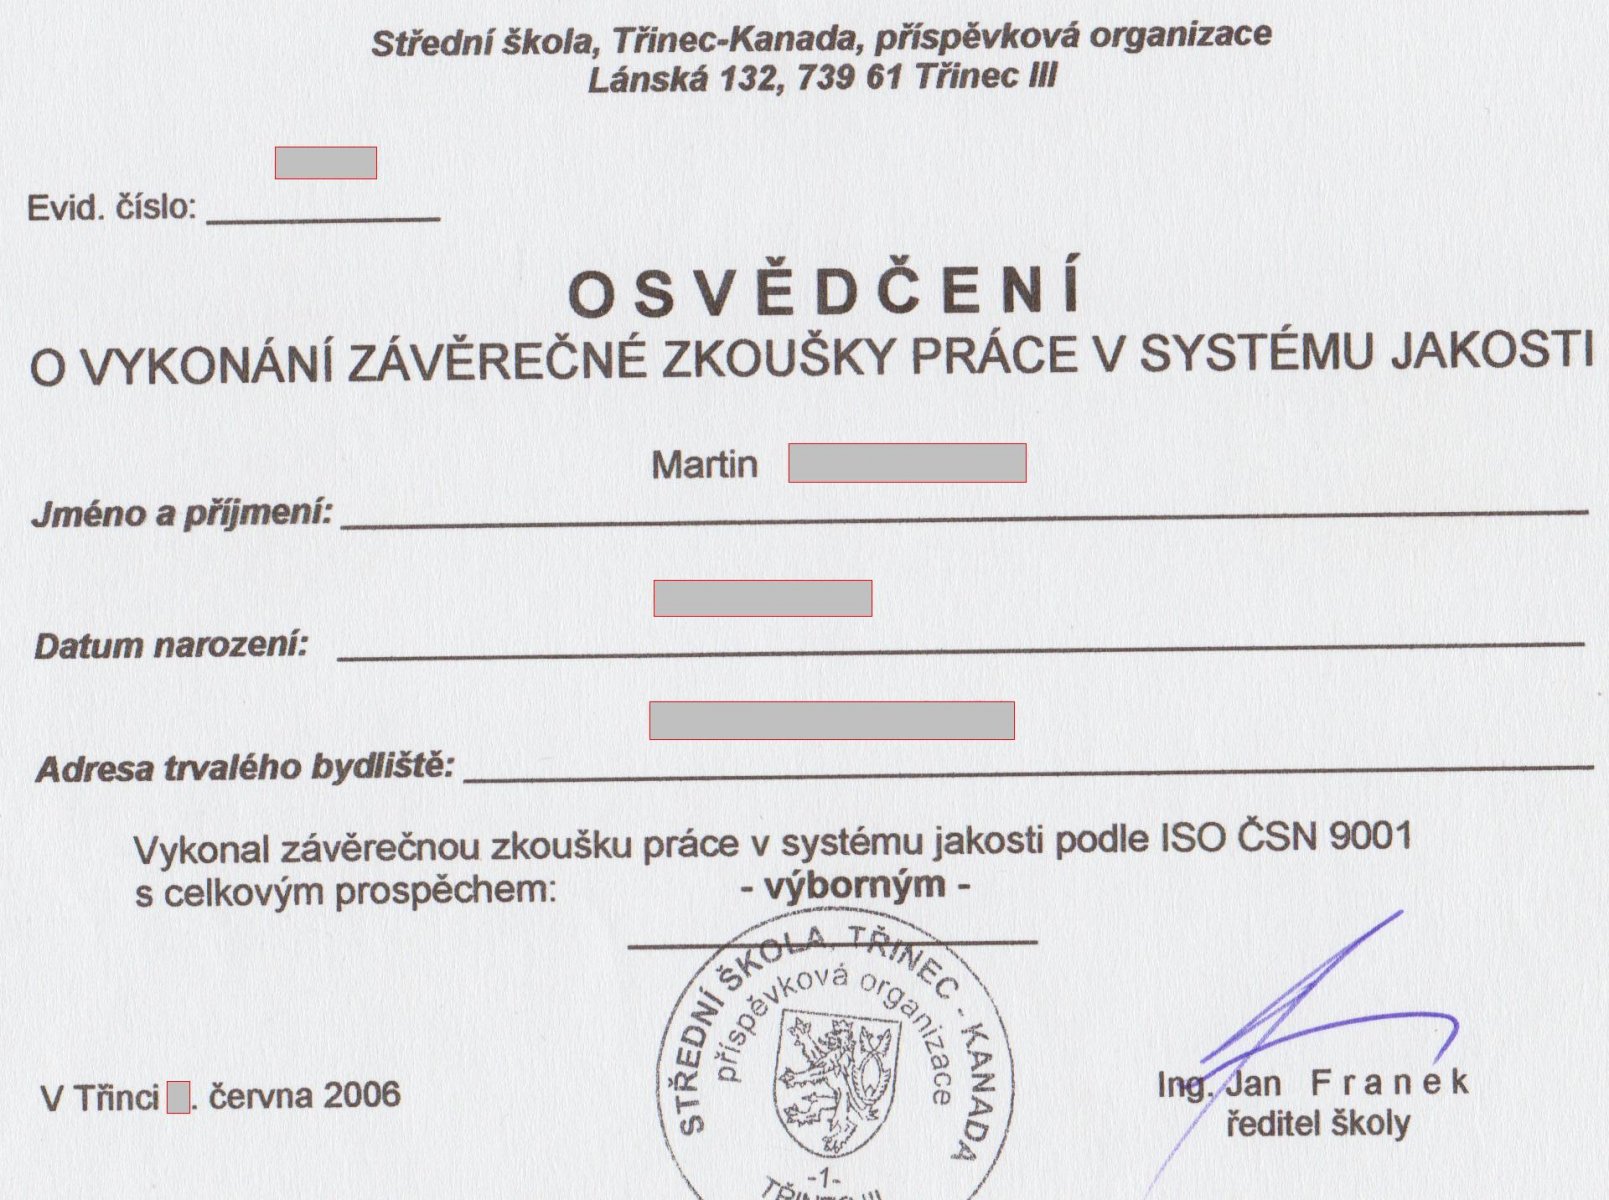 Střední škola, Třinec-Kanada, příspěvková organizace
Lánská 132, 739 61 Třinec III
Evid. číslo:
OSVĚDČENÍ
O VYKONÁNÍ ZÁVĚREČNÉ ZKOUŠKY PRÁCE V SYSTÉMU JAKOSTI
Martin
Jméno a příjmení:
Datum narození:
Adresa trvalého bydliště:
Vykonal závěrečnou zkoušku práce v systému jakosti podle ISO ČSN 9001
s celkovým prospěchem: - výborným -
STŘEDNÍ ŠKOLA, TŘINEC - KANADA
příspěvková organizace
-1-
V Třinci . června 2006
Ing. Jan Franek
ředitel školy